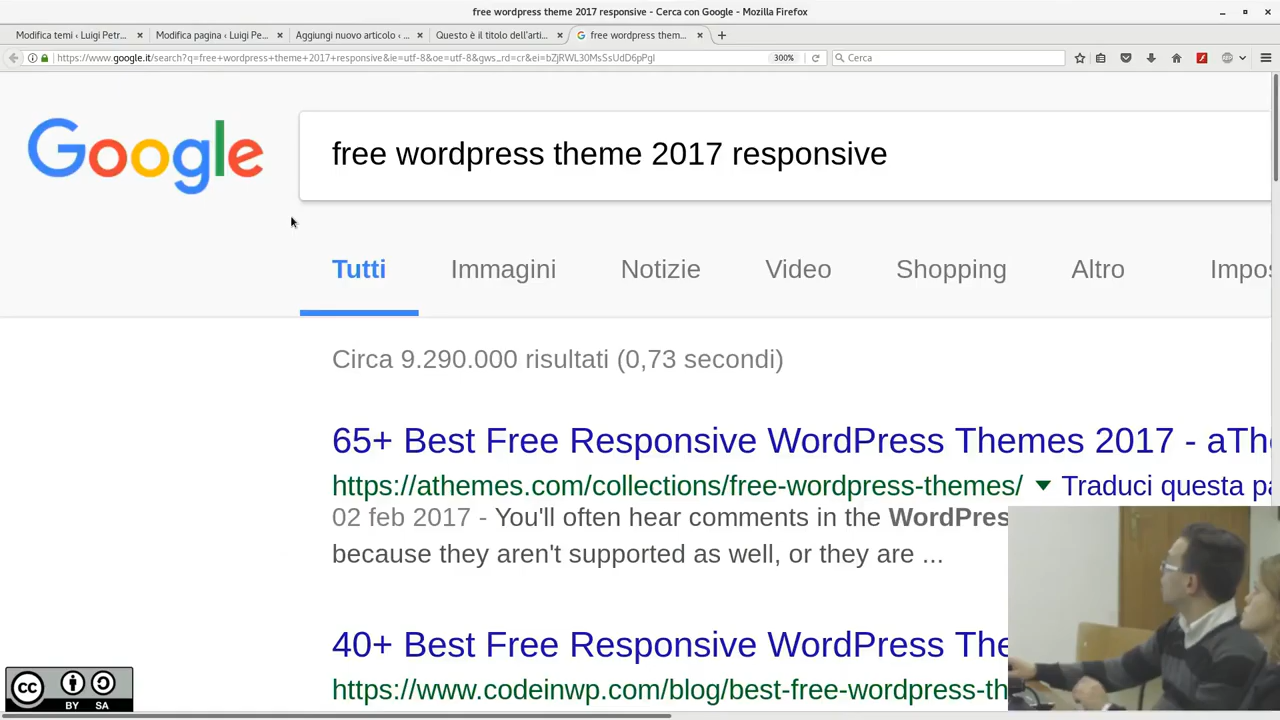 free wordpress theme 2017 responsive - Cerca con Google - Mozilla Firefox
Modifica temi ‹ Luigi Petr... × Modifica pagina ‹ Luigi Pe... × Aggiungi nuovo articolo ‹ ... × Questo è il titolo dell'arti... × free wordpress them... × +
https://www.google.it/search?q=free+wordpress+theme+2017+responsive&ie=utf-8&oe=utf-8&gws_rd=cr&ei=bZjRWL30MsSsUdD6pPgI 300% Cerca
Google free wordpress theme 2017 responsive
Tutti Immagini Notizie Video Shopping Altro Impos
Circa 9.290.000 risultati (0,73 secondi)
65+ Best Free Responsive WordPress Themes 2017 - aThe
https://athemes.com/collections/free-wordpress-themes/ Traduci questa pa
02 feb 2017 - You'll often hear comments in the WordPres
because they aren't supported as well, or they are ...
40+ Best Free Responsive WordPress The
https://www.codeinwp.com/blog/best-free-wordpress-th
cc BY SA